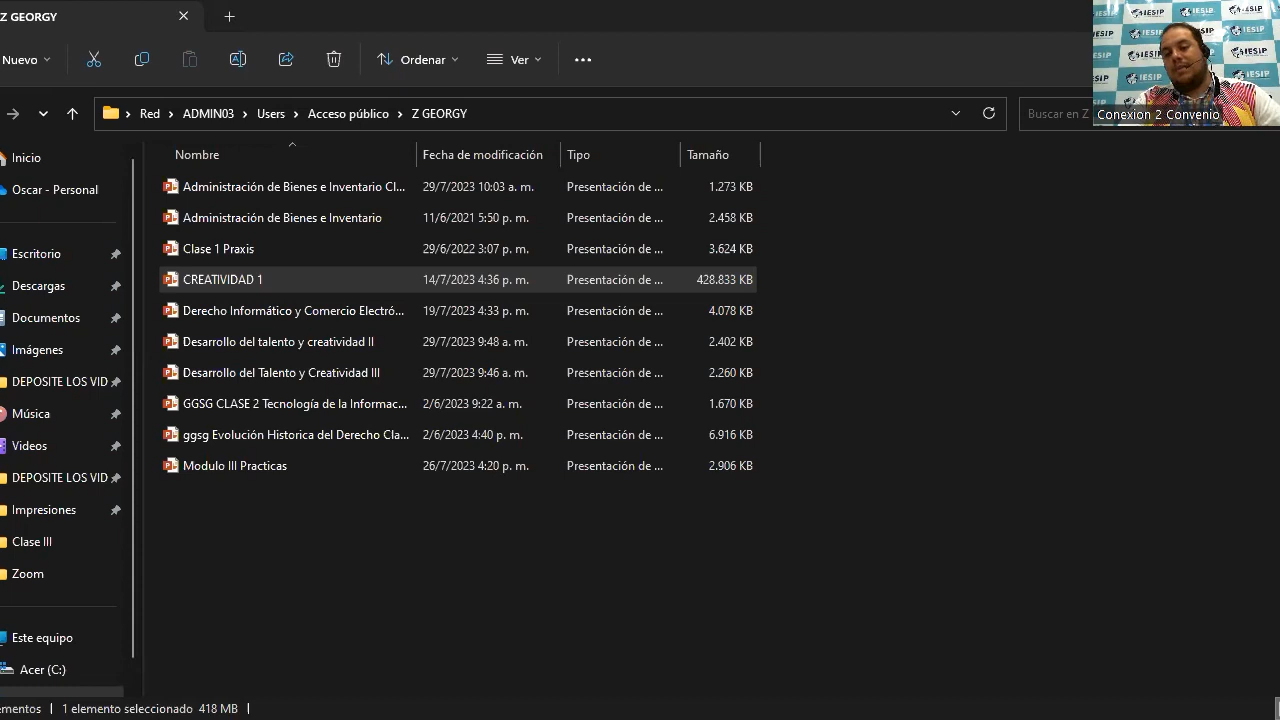 Z GEORGY
Nuevo
Ordenar
Ver
Red > ADMIN03 > Users > Acceso público > Z GEORGY
Buscar en Z
IESIP
Conexion 2 Convenio
Inicio
Oscar - Personal
Escritorio
Descargas
Documentos
Imágenes
DEPOSITE LOS VID
Música
Videos
DEPOSITE LOS VID
Impresiones
Clase III
Zoom
Este equipo
Acer (C:)
Nombre Fecha de modificación Tipo Tamaño
Administración de Bienes e Inventario Cl... 29/7/2023 10:03 a. m. Presentación de ... 1.273 KB
Administración de Bienes e Inventario 11/6/2021 5:50 p. m. Presentación de ... 2.458 KB
Clase 1 Praxis 29/6/2022 3:07 p. m. Presentación de ... 3.624 KB
CREATIVIDAD 1 14/7/2023 4:36 p. m. Presentación de ... 428.833 KB
Derecho Informático y Comercio Electró... 19/7/2023 4:33 p. m. Presentación de ... 4.078 KB
Desarrollo del talento y creatividad II 29/7/2023 9:48 a. m. Presentación de ... 2.402 KB
Desarrollo del Talento y Creatividad III 29/7/2023 9:46 a. m. Presentación de ... 2.260 KB
GGSG CLASE 2 Tecnología de la Informac... 2/6/2023 9:22 a. m. Presentación de ... 1.670 KB
ggsg Evolución Historica del Derecho Cla... 2/6/2023 4:40 p. m. Presentación de ... 6.916 KB
Modulo III Practicas 26/7/2023 4:20 p. m. Presentación de ... 2.906 KB
ementos | 1 elemento seleccionado 418 MB |